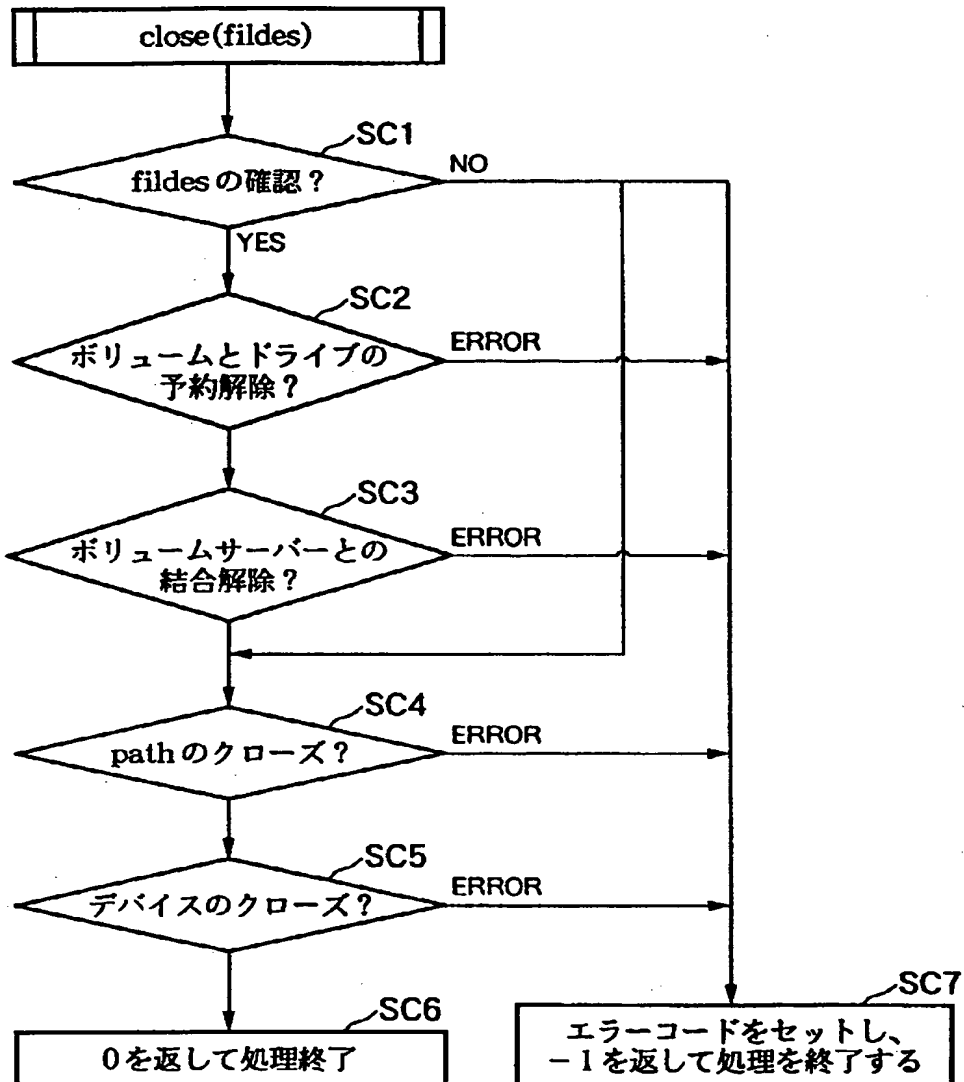 close(fildes)
SC1
fildesの確認？
NO
YES
SC2
ボリュームとドライブの
予約解除？
ERROR
SC3
ボリュームサーバーとの
結合解除？
ERROR
SC4
pathのクローズ？
ERROR
SC5
デバイスのクローズ？
ERROR
SC6
0を返して処理終了
SC7
エラーコードをセットし、
−1を返して処理を終了する